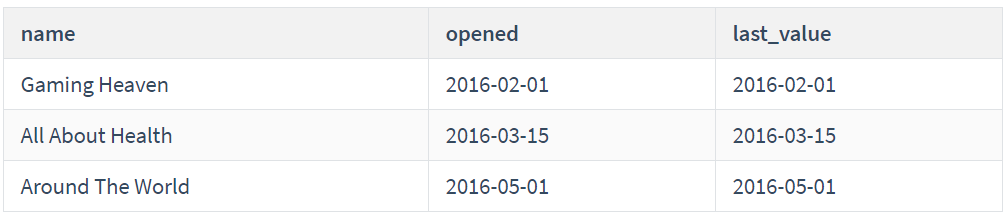 name opened last_value
Gaming Heaven 2016-02-01 2016-02-01
All About Health 2016-03-15 2016-03-15
Around The World 2016-05-01 2016-05-01